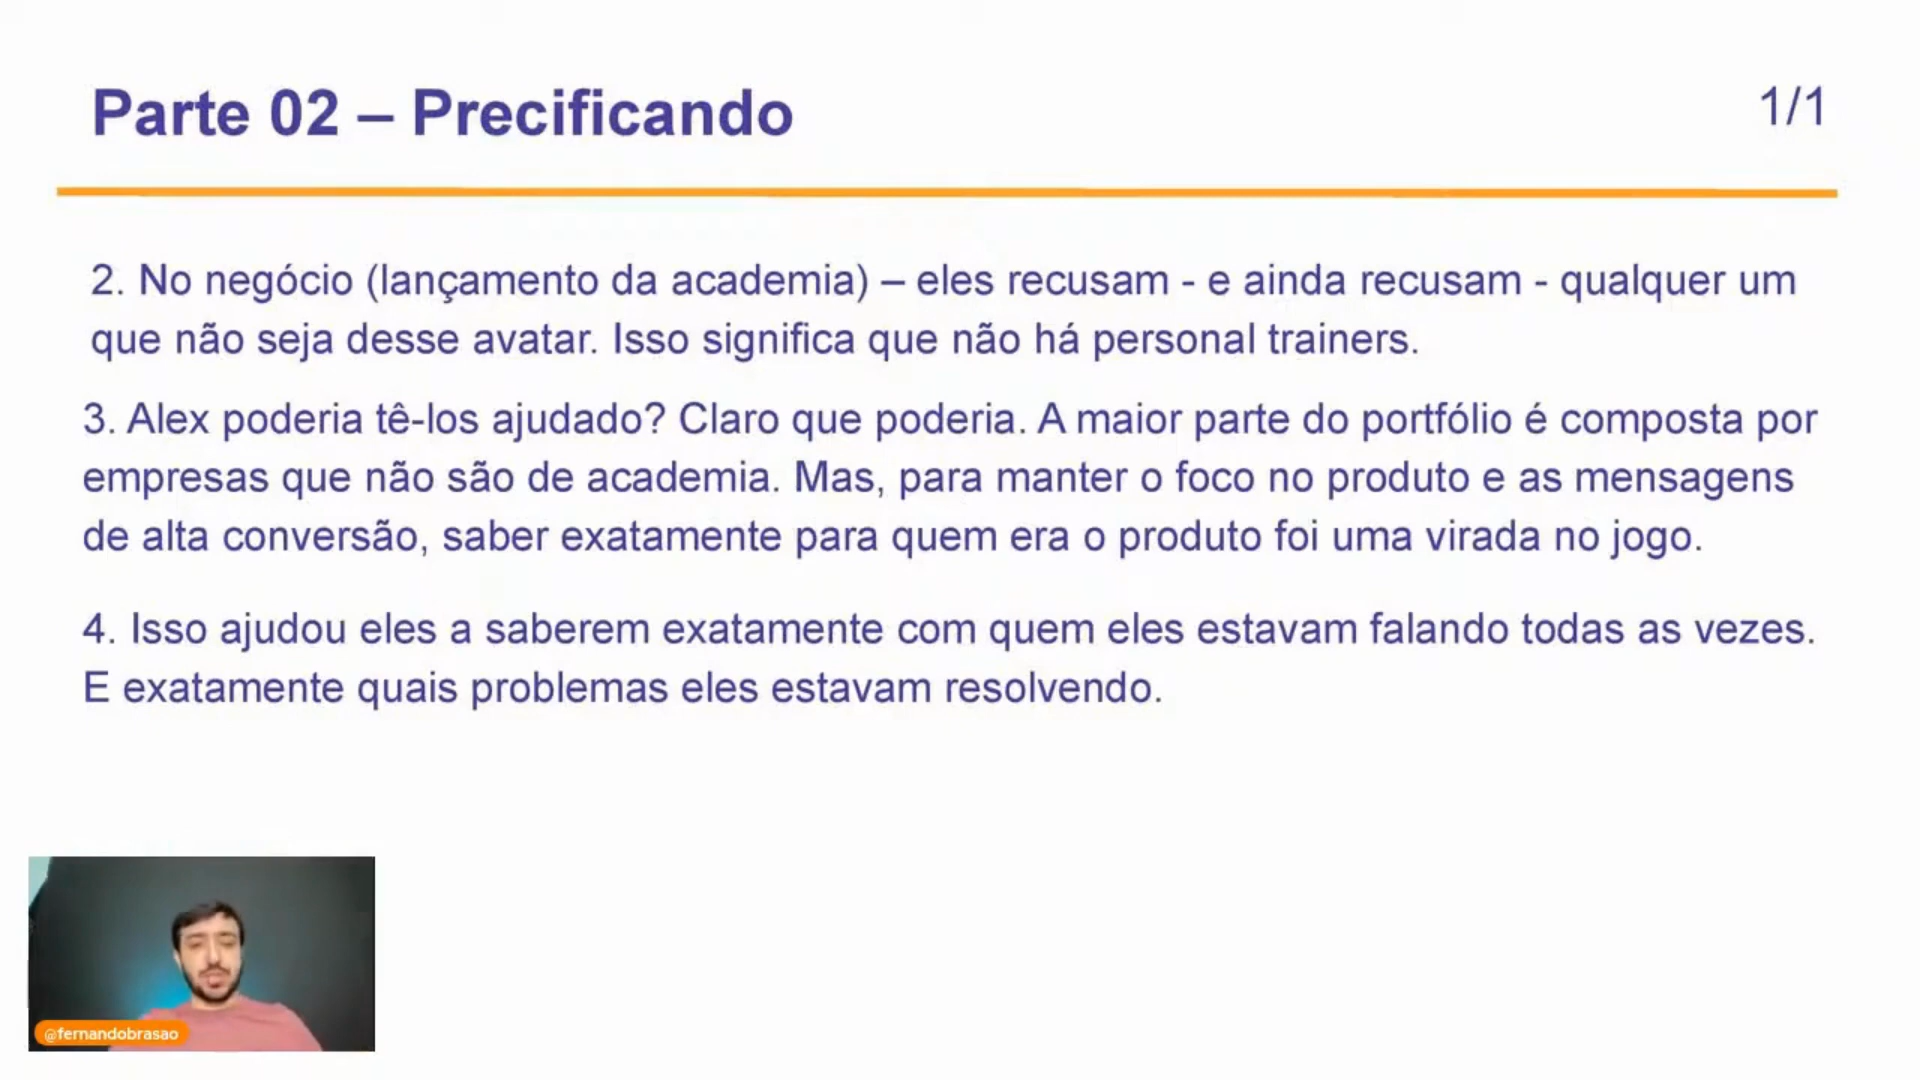 Parte 02 – Precificando
1/1
2. No negócio (lançamento da academia) – eles recusam - e ainda recusam - qualquer um
que não seja desse avatar. Isso significa que não há personal trainers.
3. Alex poderia tê-los ajudado? Claro que poderia. A maior parte do portfólio é composta por
empresas que não são de academia. Mas, para manter o foco no produto e as mensagens
de alta conversão, saber exatamente para quem era o produto foi uma virada no jogo.
4. Isso ajudou eles a saberem exatamente com quem eles estavam falando todas as vezes.
E exatamente quais problemas eles estavam resolvendo.
@fernandobrasao